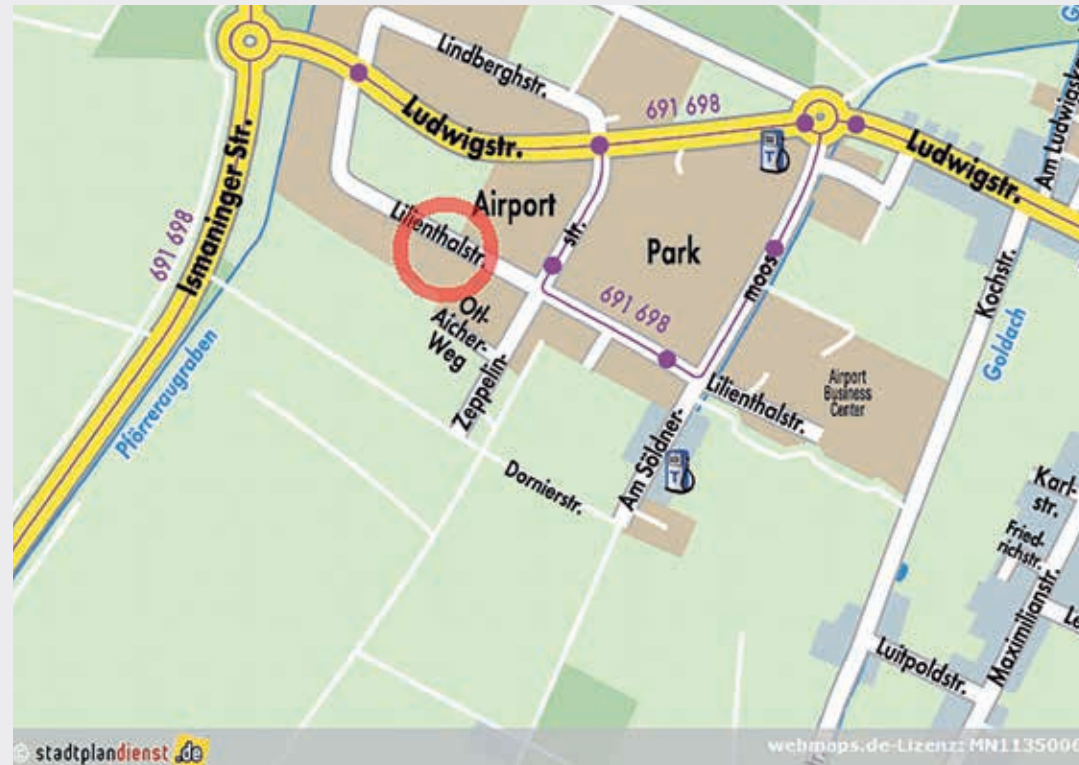 Lindberghstr.
691 698
Ludwigstr.
Ludwigstr.
Am Ludwigske
Ismaninger Str.
691 698
Airport
Park
Lilienthalstr.
str.
moos
Kochstr.
Goldach
691 698
Otl-
Aicher-
Weg
Zeppelin-
Pförreraugraben
Airport
Business
Center
Lilienthalstr.
Am Söldner-
T
T
Dornierstr.
Karl-
str.
Fried-
richstr.
Maximilianstr.
Le
Luitpoldstr.
© stadtplandienst.de
webmaps.de-Lizenz: MN1135006